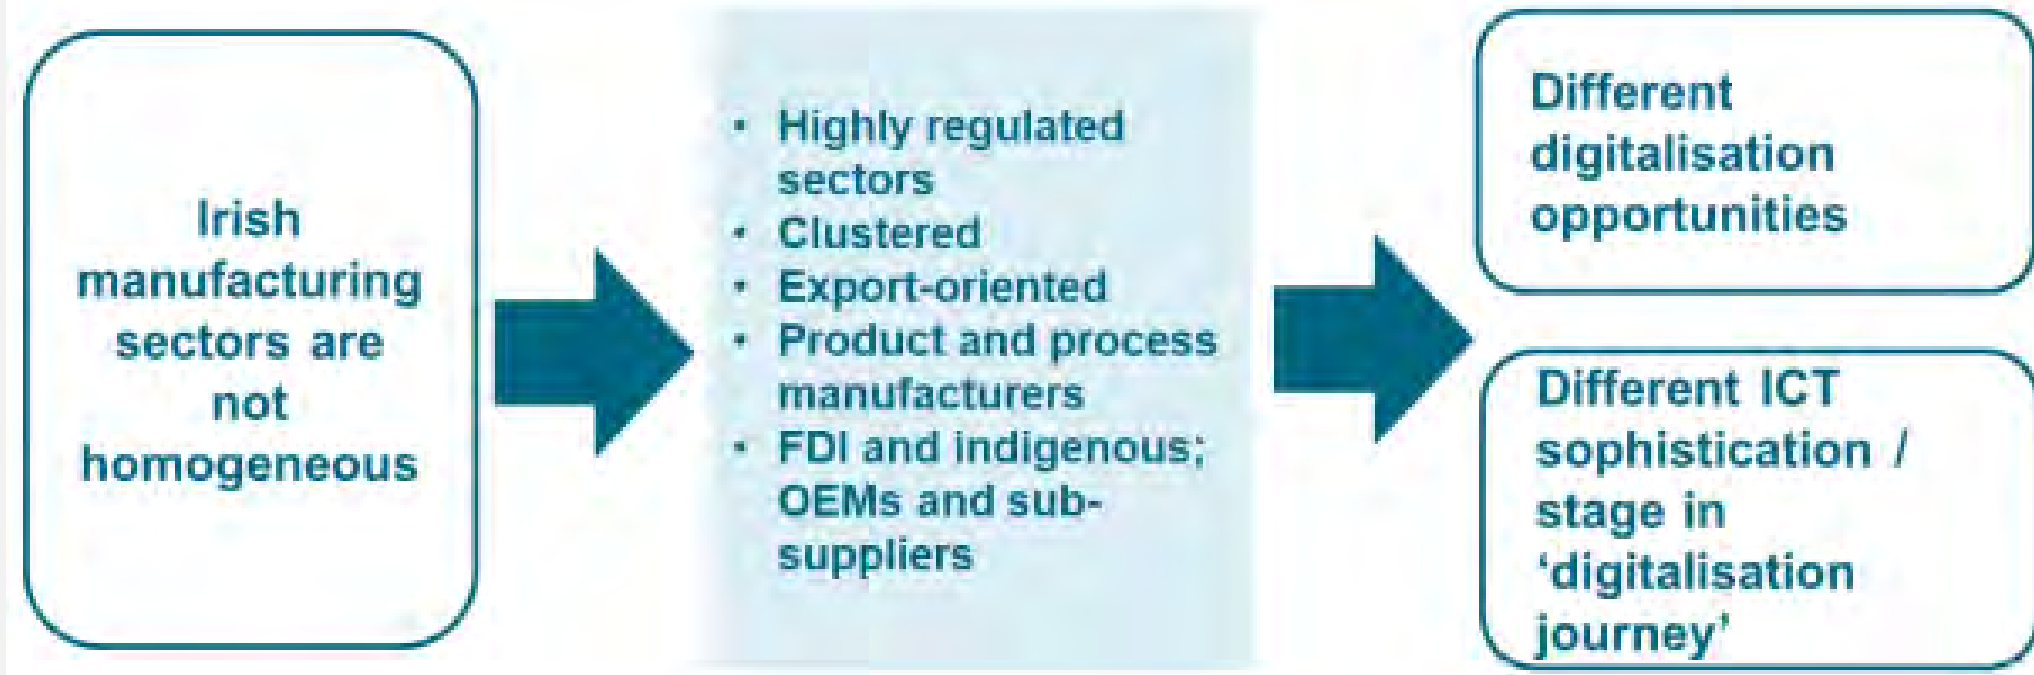 Irish
manufacturing
sectors are
not
homogeneous
• Highly regulated
sectors
• Clustered
• Export-oriented
• Product and process
manufacturers
• FDI and indigenous;
OEMs and sub-
suppliers
Different
digitalisation
opportunities
Different ICT
sophistication /
stage in
‘digitalisation
journey’